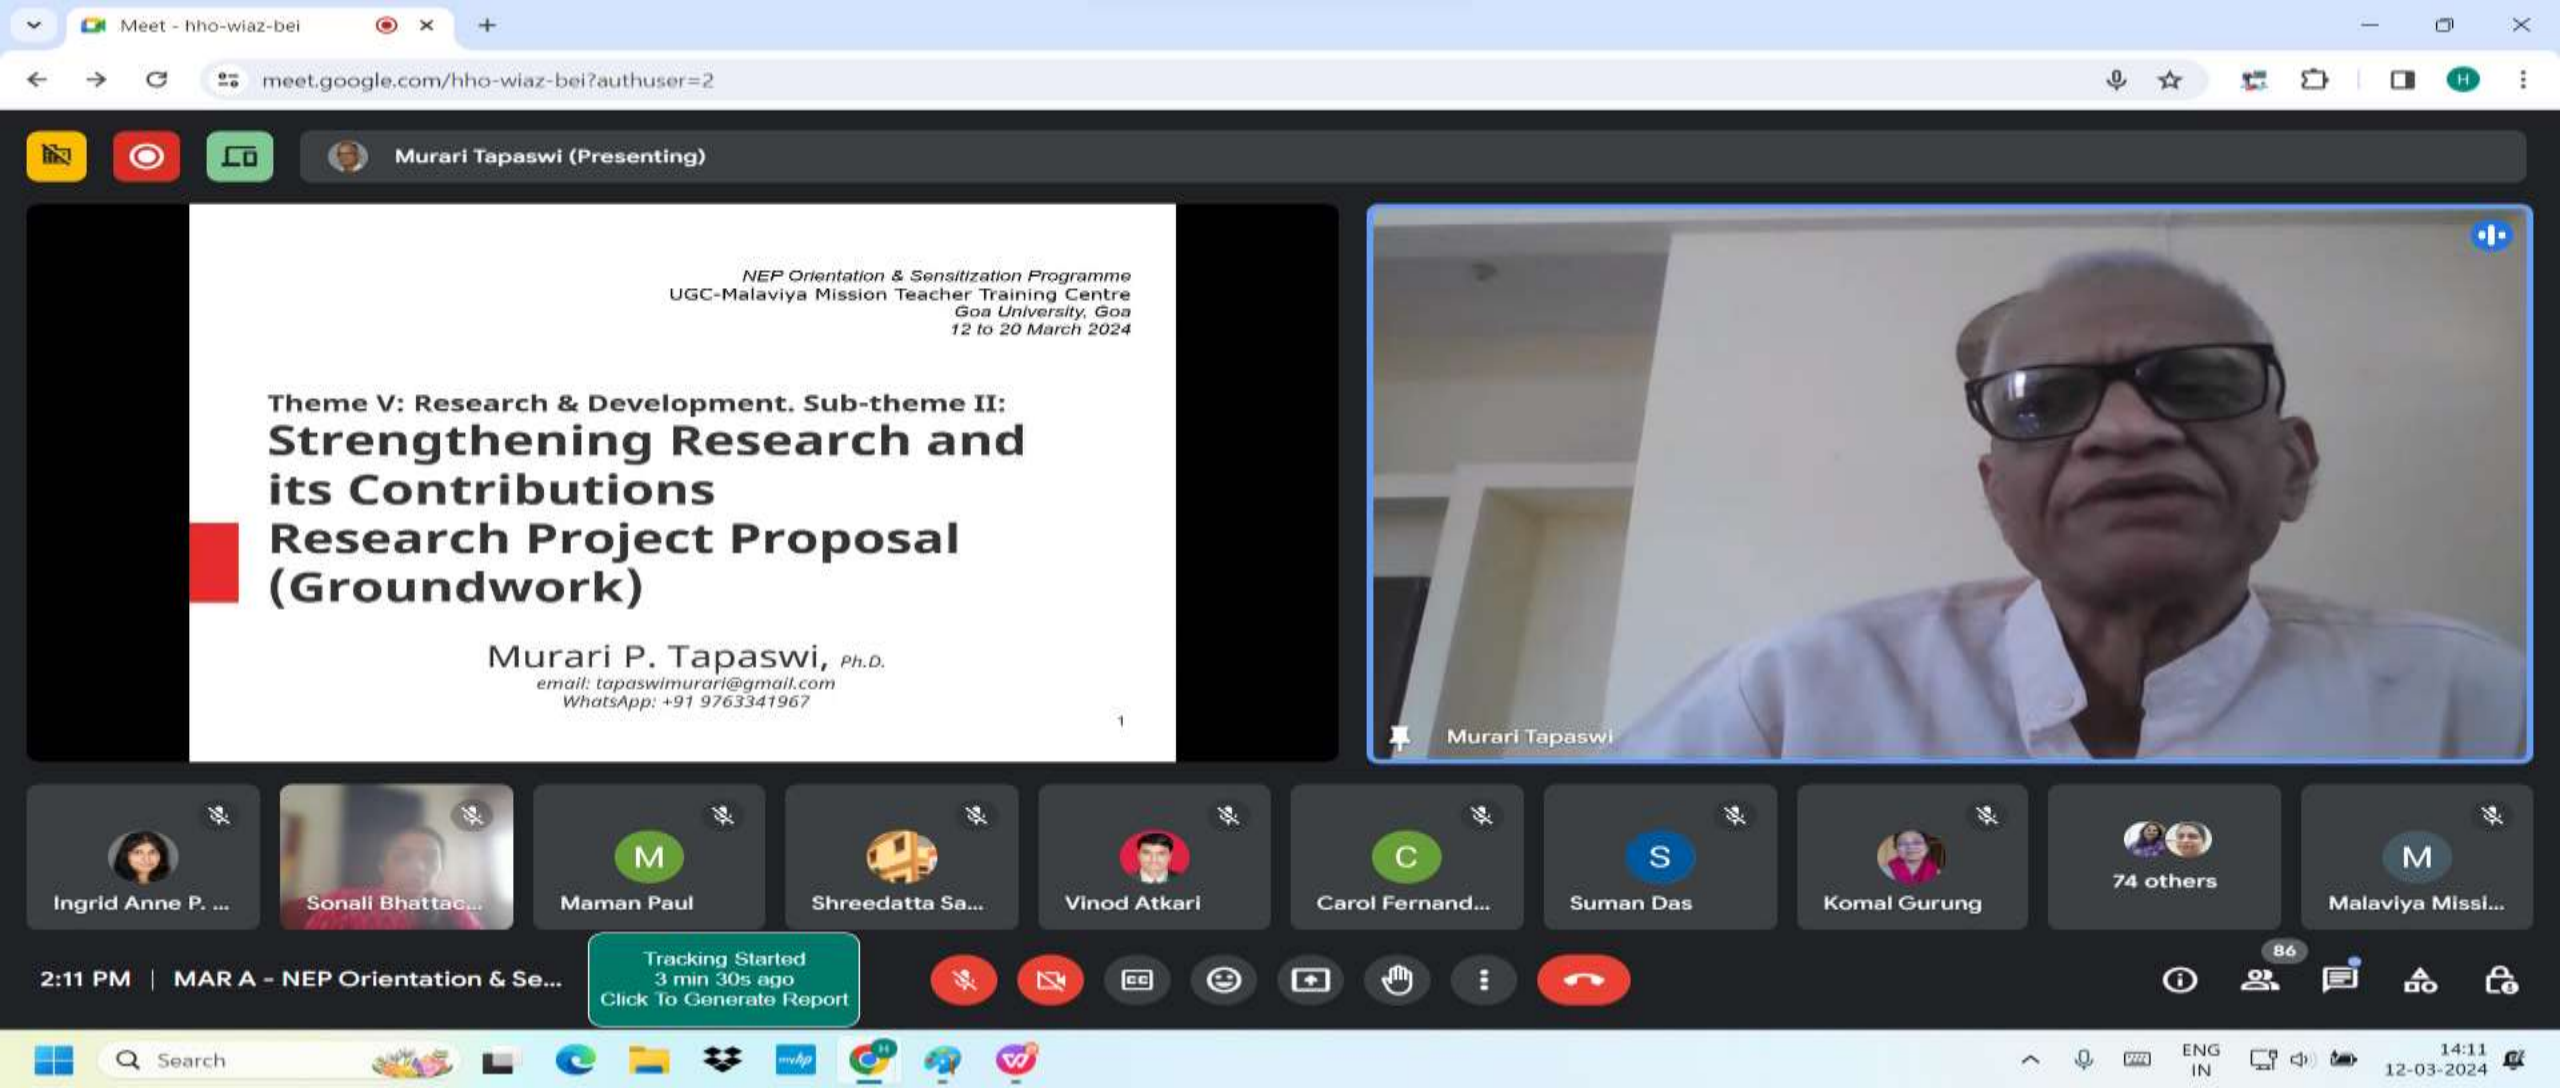 Meet - hho-wiaz-bei
meet.google.com/hho-wiaz-bei?authuser=2
H
Murari Tapaswi (Presenting)
NEP Orientation & Sensitization Programme
UGC-Malaviya Mission Teacher Training Centre
Goa University, Goa
12 to 20 March 2024
Theme V: Research & Development. Sub-theme II:
Strengthening Research and
its Contributions
Research Project Proposal
(Groundwork)
Murari P. Tapaswi, Ph.D.
email: tapaswimurari@gmail.com
WhatsApp: +91 9763341967
1
Murari Tapaswi
Ingrid Anne P. ...
Sonali Bhattac...
M
Maman Paul
Shreedatta Sa...
Vinod Atkari
C
Carol Fernand...
S
Suman Das
Komal Gurung
74 others
M
Malaviya Missi...
2:11 PM | MAR A - NEP Orientation & Se...
Tracking Started
3 min 30s ago
Click To Generate Report
CC
86
Search
myhp
H
ENG
IN
14:11
12-03-2024